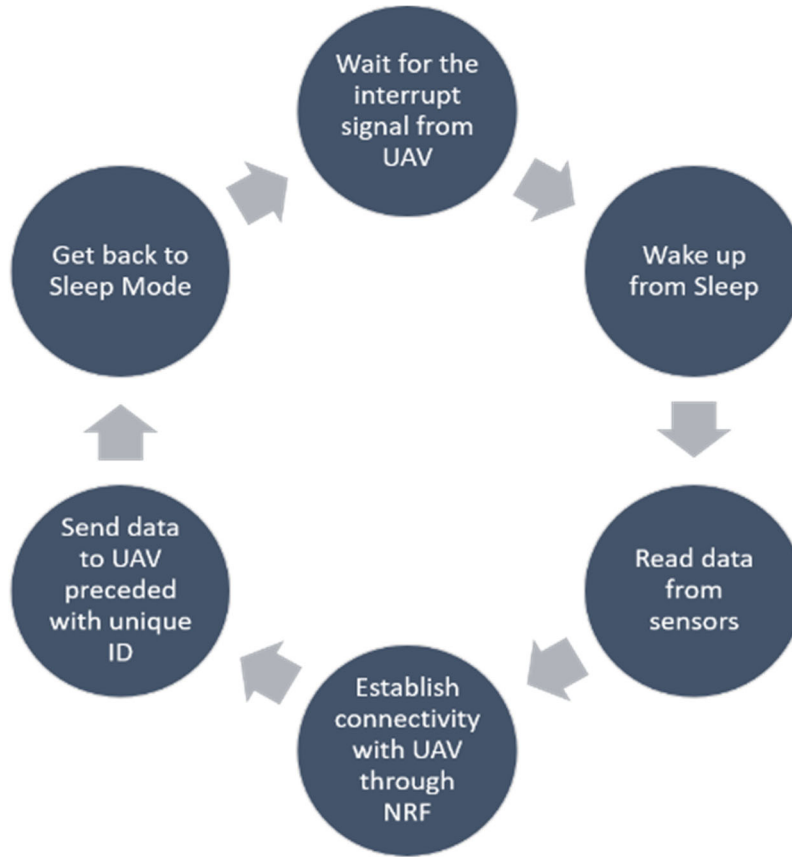 Wait for the
interrupt
signal from
UAV
Wake up
from Sleep
Read data
from
sensors
Establish
connectivity
with UAV
through
NRF
Send data
to UAV
preceded
with unique
ID
Get back to
Sleep Mode